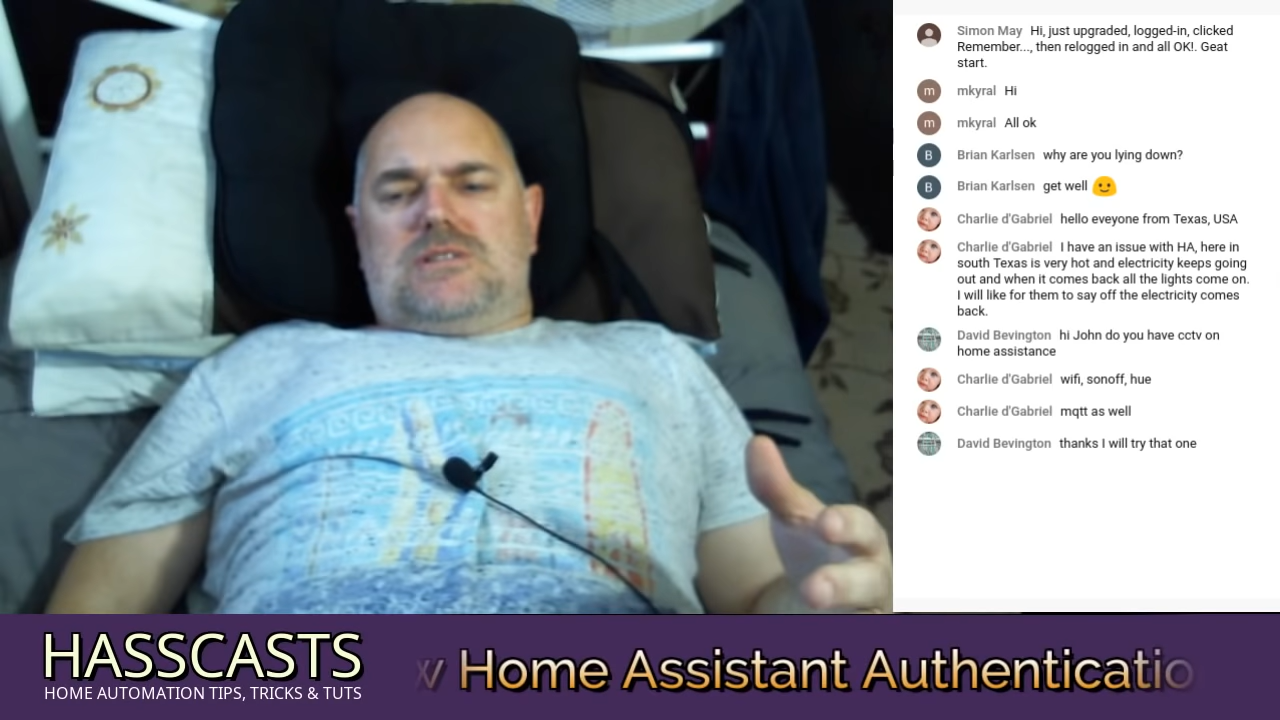 Simon May Hi, just upgraded, logged-in, clicked
Remember..., then relogged in and all OK!. Geat
start.
m mkyral Hi
m mkyral All ok
B Brian Karlsen why are you lying down?
B Brian Karlsen get well
Charlie d'Gabriel hello eveyone from Texas, USA
Charlie d'Gabriel I have an issue with HA, here in
south Texas is very hot and electricity keeps going
out and when it comes back all the lights come on.
I will like for them to say off the electricity comes
back.
David Bevington hi John do you have cctv on
home assistance
Charlie d'Gabriel wifi, sonoff, hue
Charlie d'Gabriel mqtt as well
David Bevington thanks I will try that one
HASSCASTS
HOME AUTOMATION TIPS, TRICKS & TUTS
w Home Assistant Authenticatio